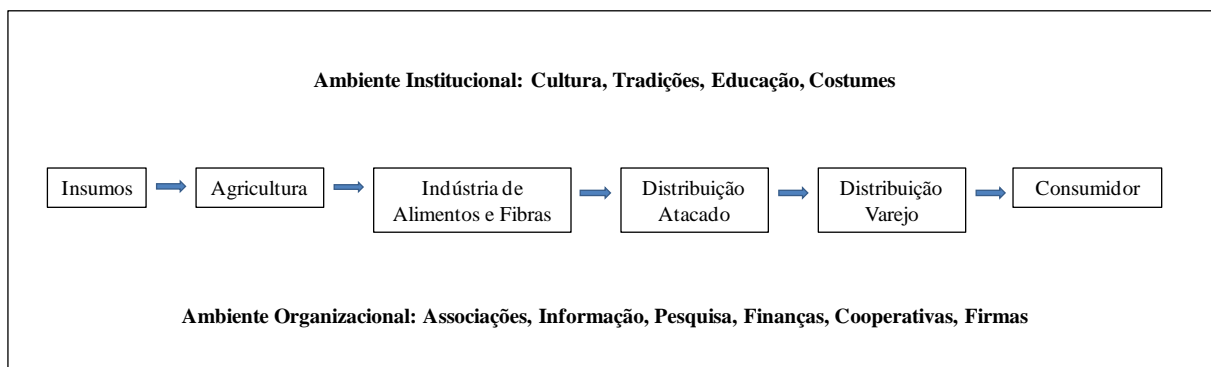 Ambiente Institucional: Cultura, Tradições, Educação, Costumes
Insumos
Agricultura
Indústria de
Alimentos e Fibras
Distribuição
Atacado
Distribuição
Varejo
Consumidor
Ambiente Organizacional: Associações, Informação, Pesquisa, Finanças, Cooperativas, Firmas